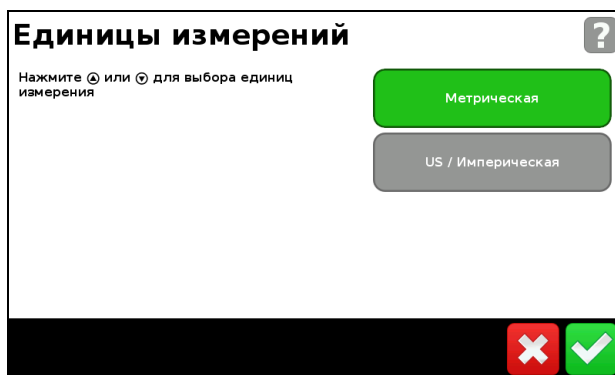 Единицы измерений
?
Нажмите или для выбора единиц
измерения
Метрическая
US / Империческая